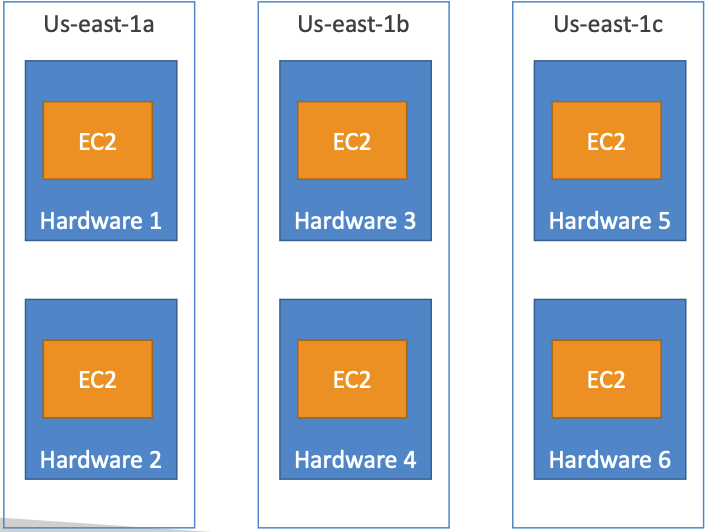 Us-east-1a
EC2
Hardware 1
EC2
Hardware 2
Us-east-1b
EC2
Hardware 3
EC2
Hardware 4
Us-east-1c
EC2
Hardware 5
EC2
Hardware 6